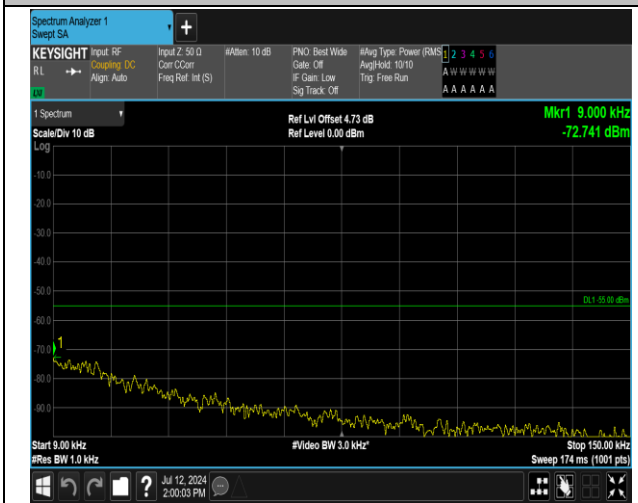 Spectrum Analyzer 1
Swept SA
+
KEYSIGHT Input: RF Input Z: 50 Ω #Atten: 10 dB PNO: Best Wide #Avg Type: Power (RMS 1 2 3 4 5 6
RL Coupling: DC Corr CCorr Gate: Off Avg|Hold: 10/10 A W W W W W
Align: Auto Freq Ref: Int (S) IF Gain: Low Trig: Free Run
Sig Track: Off A A A A A A
1 Spectrum Ref Lvl Offset 4.73 dB Mkr1 9.000 kHz
Scale/Div 10 dB Ref Level 0.00 dBm -72.741 dBm
Log
-10.0
-20.0
-30.0
-40.0
DL1 -55.00 dBm
-50.0
-60.0
1
-70.0
-80.0
-90.0
Start 9.00 kHz #Video BW 3.0 kHz* Stop 150.00 kHz
#Res BW 1.0 kHz Sweep 174 ms (1001 pts)
? Jul 12, 2024
2:00:03 PM